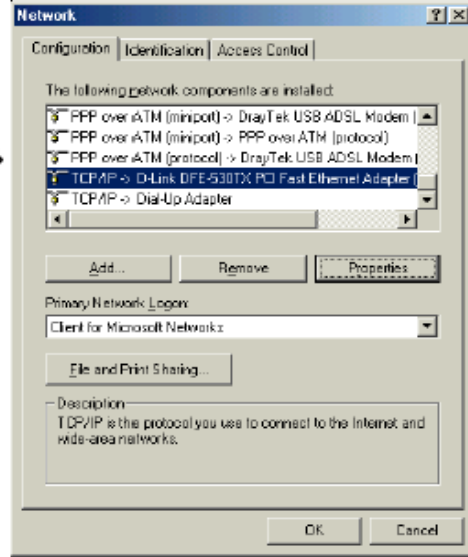 Network
Configuration Identification Access Control
The following network components are installed:
PPP over ATM (miniport) -> DrayTek USB ADSL Modem (
PPP over ATM (miniport) -> PPP over ATM (protocol)
PPP over ATM (protocol) -> DrayTek USB ADSL Modem (
TCP/IP -> D-Link DFE-530TX PCI Fast Ethernet Adapter (
TCP/IP -> Dial-Up Adapter
Add... Remove Properties
Primary Network Logon:
Client for Microsoft Networks
File and Print Sharing...
Description
TCP/IP is the protocol you use to connect to the Internet and
wide-area networks.
OK Cancel